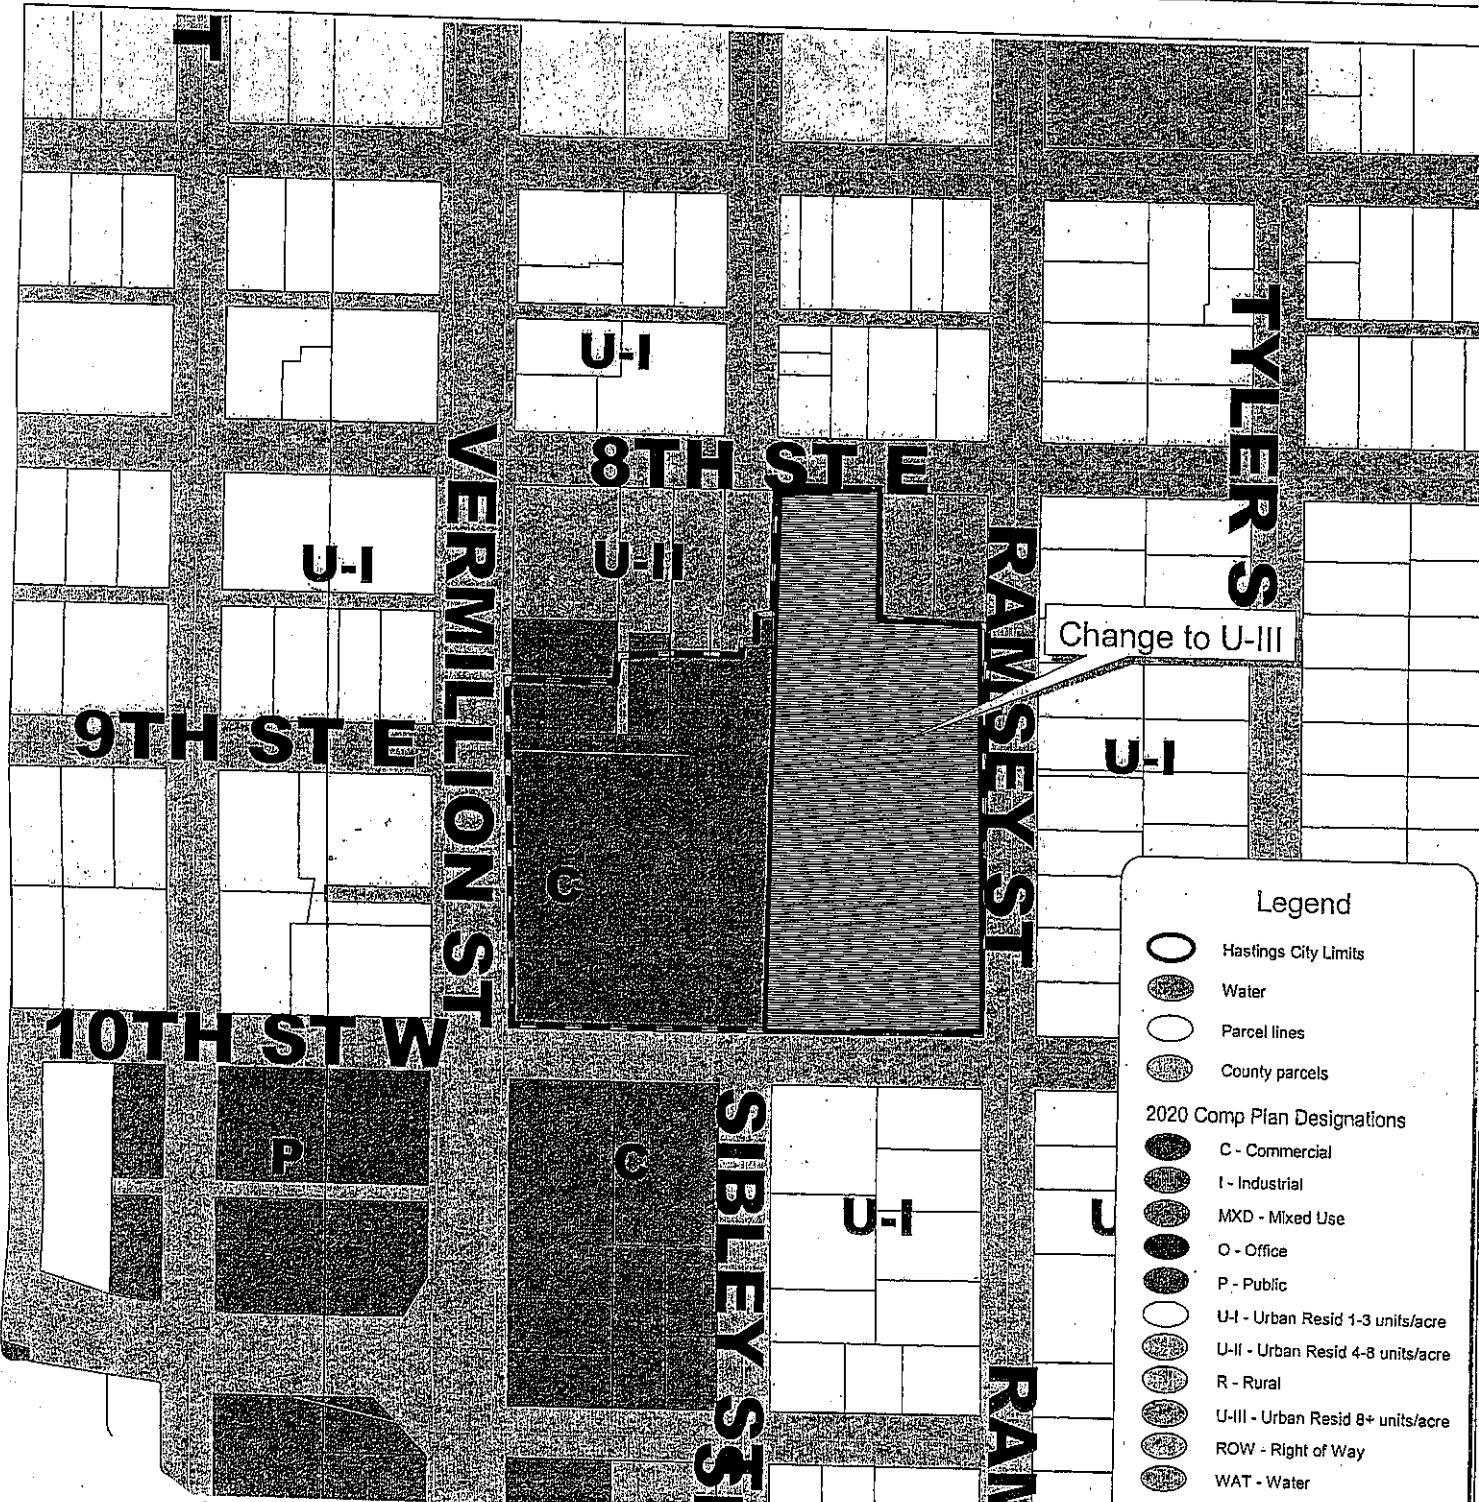 T
U-I
TYLER S
8TH ST E
VERMILLION ST
U-I
U-II
RAMSEY ST
Change to U-III
9TH ST E
U-I
C
10TH ST W
P
C
SIBLEY ST
U-I
U
RAM
S
Legend
Hastings City Limits
Water
Parcel lines
County parcels
2020 Comp Plan Designations
C - Commercial
I - Industrial
MXD - Mixed Use
O - Office
P - Public
U-I - Urban Resid 1-3 units/acre
U-II - Urban Resid 4-8 units/acre
R - Rural
U-III - Urban Resid 8+ units/acre
ROW - Right of Way
WAT - Water